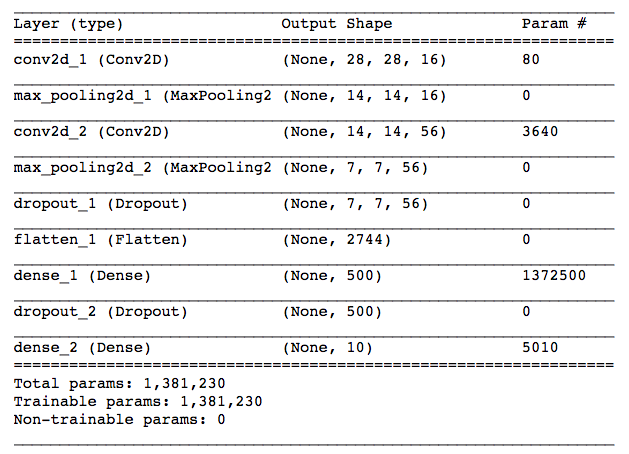 Layer (type) Output Shape Param #
conv2d_1 (Conv2D) (None, 28, 28, 16) 80
max_pooling2d_1 (MaxPooling2 (None, 14, 14, 16) 0
conv2d_2 (Conv2D) (None, 14, 14, 56) 3640
max_pooling2d_2 (MaxPooling2 (None, 7, 7, 56) 0
dropout_1 (Dropout) (None, 7, 7, 56) 0
flatten_1 (Flatten) (None, 2744) 0
dense_1 (Dense) (None, 500) 1372500
dropout_2 (Dropout) (None, 500) 0
dense_2 (Dense) (None, 10) 5010
Total params: 1,381,230
Trainable params: 1,381,230
Non-trainable params: 0